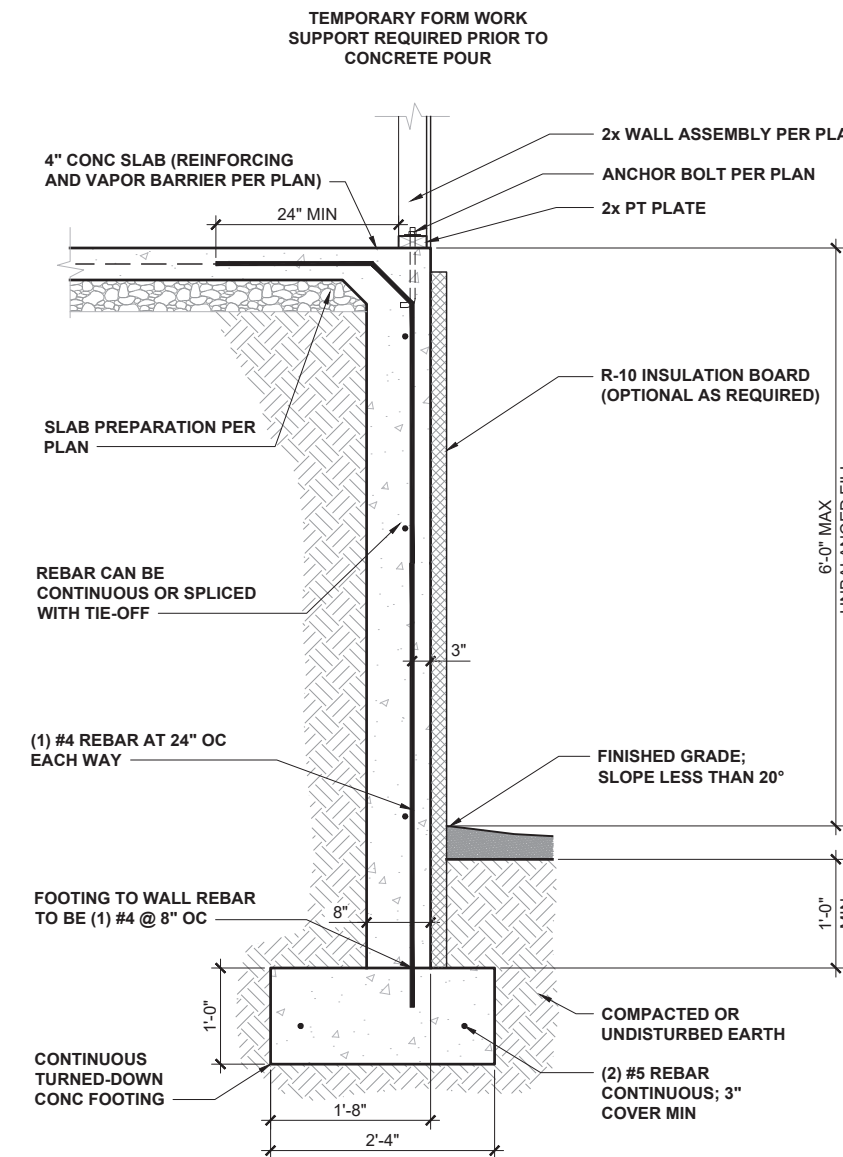 TEMPORARY FORM WORK
SUPPORT REQUIRED PRIOR TO
CONCRETE POUR
2x WALL ASSEMBLY PER
4" CONC SLAB (REINFORCING
AND VAPOR BARRIER PER PLAN)
ANCHOR BOLT PER PLAN
24" MIN
2x PT PLATE
R-10 INSULATION BOARD
(OPTIONAL AS REQUIRED)
SLAB PREPARATION PER
PLAN
6'-0" MAX
REBAR CAN BE
CONTINUOUS OR SPLICED
WITH TIE-OFF
3"
(1) #4 REBAR AT 24" OC
EACH WAY
FINISHED GRADE;
SLOPE LESS THAN 20°
FOOTING TO WALL REBAR
TO BE (1) #4 @ 8" OC
8"
1'-0"
MIN
1'-0"
COMPACTED OR
UNDISTURBED EARTH
CONTINUOUS
TURNED-DOWN
CONC FOOTING
(2) #5 REBAR
CONTINUOUS; 3"
COVER MIN
1'-8"
2'-4"